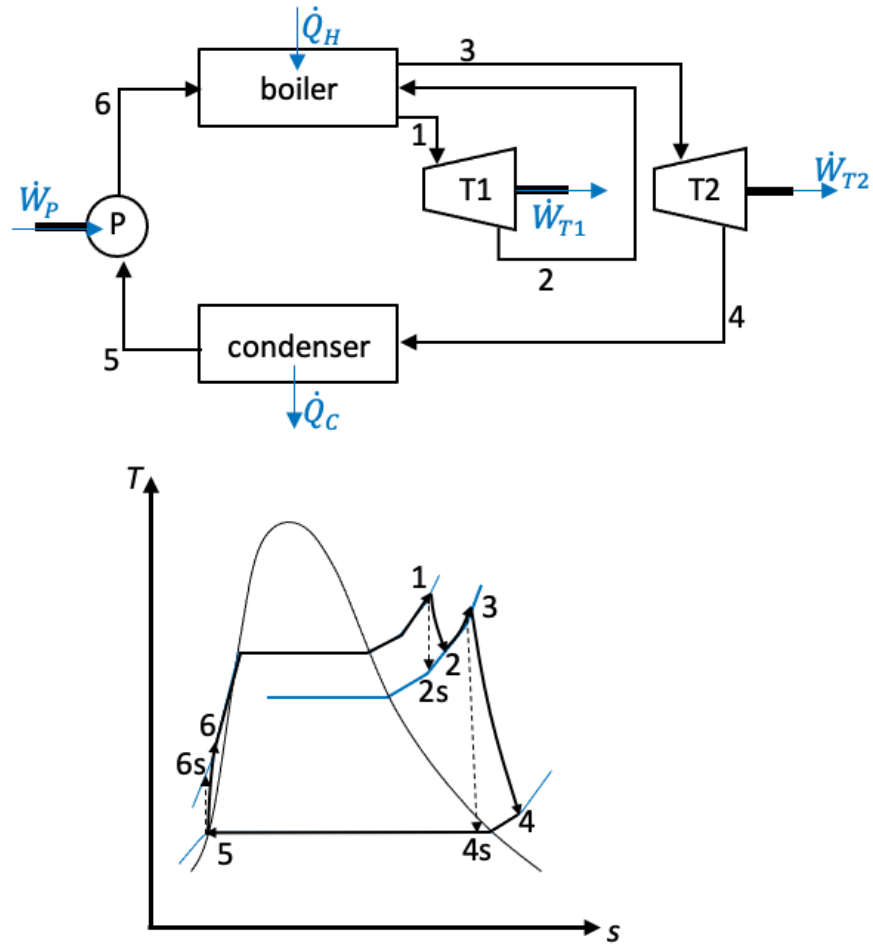 Q̇_H
3
boiler
6
1
Ẇ_P
P
T1
Ẇ_T1
T2
Ẇ_T2
2
4
condenser
5
Q̇_C
T
1
3
2
2s
6
6s
5
4s
4
s